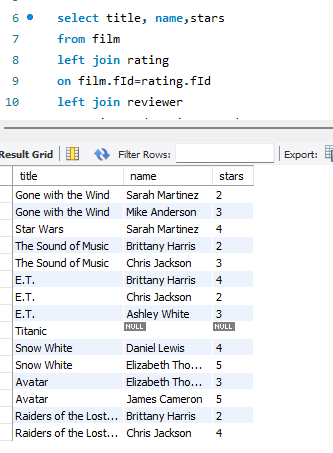 6 select title, name,stars
7 from film
8 left join rating
9 on film.fId=rating.fId
10 left join reviewer
Result Grid Filter Rows: Export:
title name stars
Gone with the Wind Sarah Martinez 2
Gone with the Wind Mike Anderson 3
Star Wars Sarah Martinez 4
The Sound of Music Brittany Harris 2
The Sound of Music Chris Jackson 3
E.T. Brittany Harris 4
E.T. Chris Jackson 2
E.T. Ashley White 3
Titanic NULL NULL
Snow White Daniel Lewis 4
Snow White Elizabeth Tho... 5
Avatar Elizabeth Tho... 3
Avatar James Cameron 5
Raiders of the Lost... Brittany Harris 2
Raiders of the Lost... Chris Jackson 4